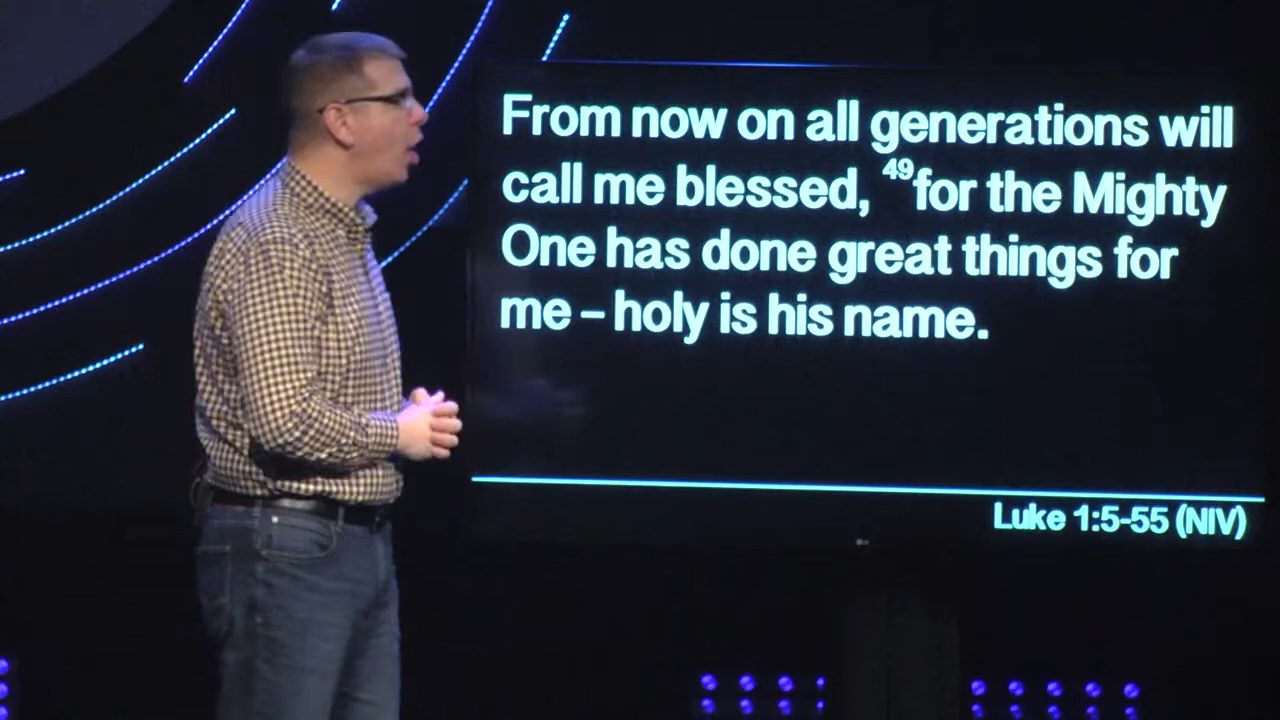 From now on all generations will
call me blessed, 49for the Mighty
One has done great things for
me – holy is his name.
Luke 1:5-55 (NIV)